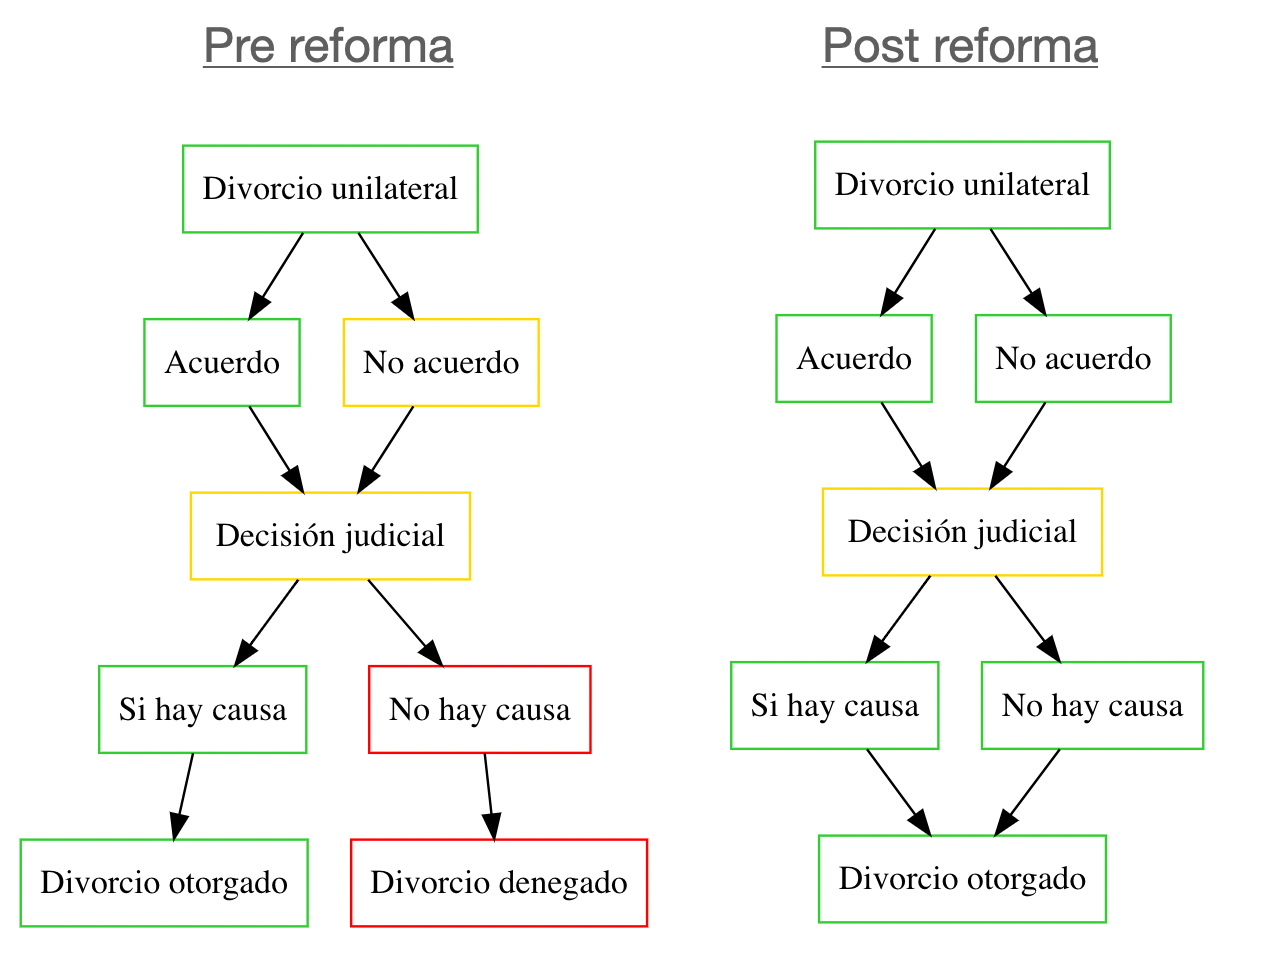 Pre reforma
Divorcio unilateral
Acuerdo
No acuerdo
Decisión judicial
Si hay causa
No hay causa
Divorcio otorgado
Divorcio denegado
Post reforma
Divorcio unilateral
Acuerdo
No acuerdo
Decisión judicial
Si hay causa
No hay causa
Divorcio otorgado